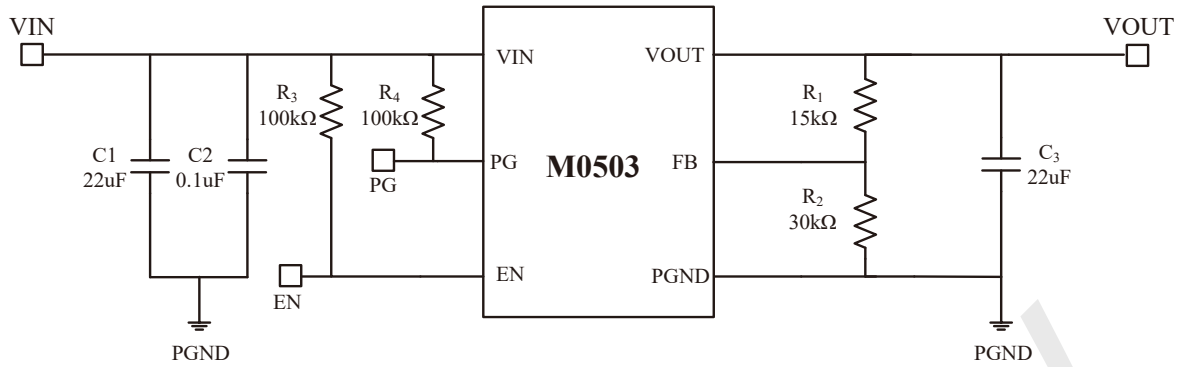 VIN
VOUT
VIN
VOUT
R₃
100kΩ
R₄
100kΩ
R₁
15kΩ
C1
22uF
C2
0.1uF
PG
PG
M0503
FB
C₃
22uF
R₂
30kΩ
EN
EN
PGND
PGND
PGND